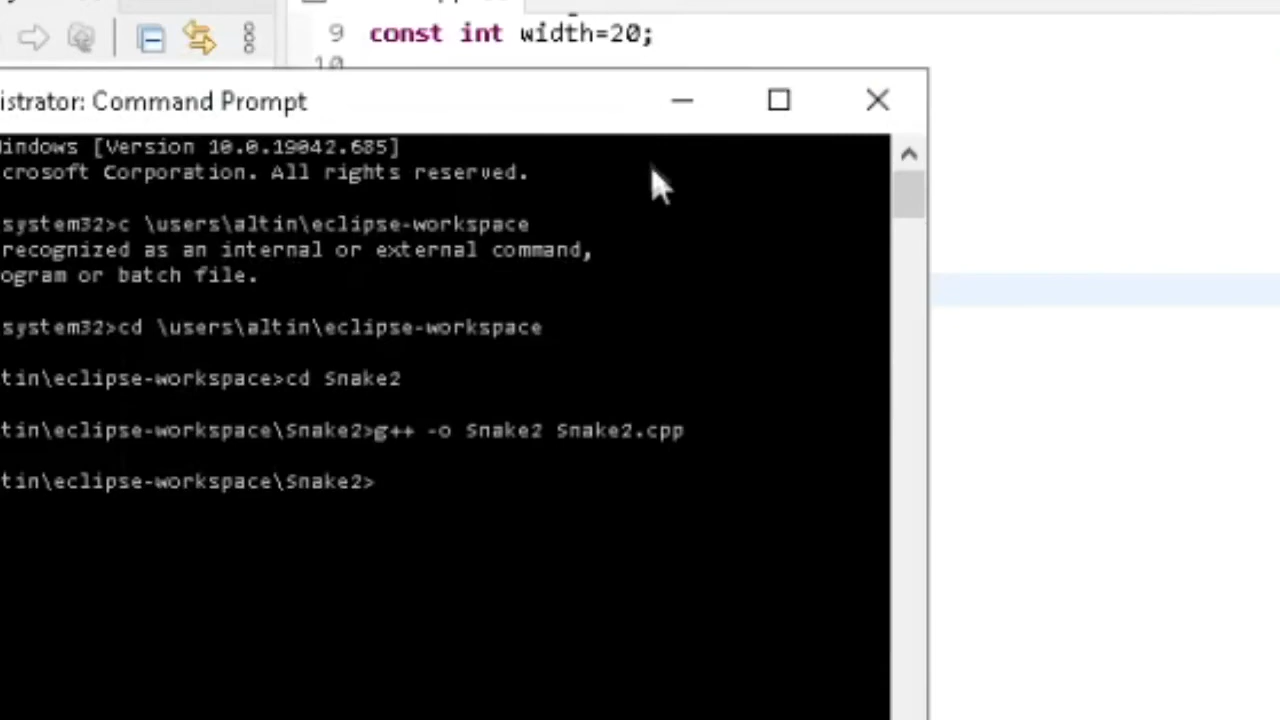 9 const int width=20;
10
istrator: Command Prompt
Windows [Version 10.0.19042.685]
crosoft Corporation. All rights reserved.
system32>c \users\altin\eclipse-workspace
recognized as an internal or external command,
ogram or batch file.
system32>cd \users\altin\eclipse-workspace
tin\eclipse-workspace>cd Snake2
tin\eclipse-workspace\Snake2>g++ -o Snake2 Snake2.cpp
tin\eclipse-workspace\Snake2>